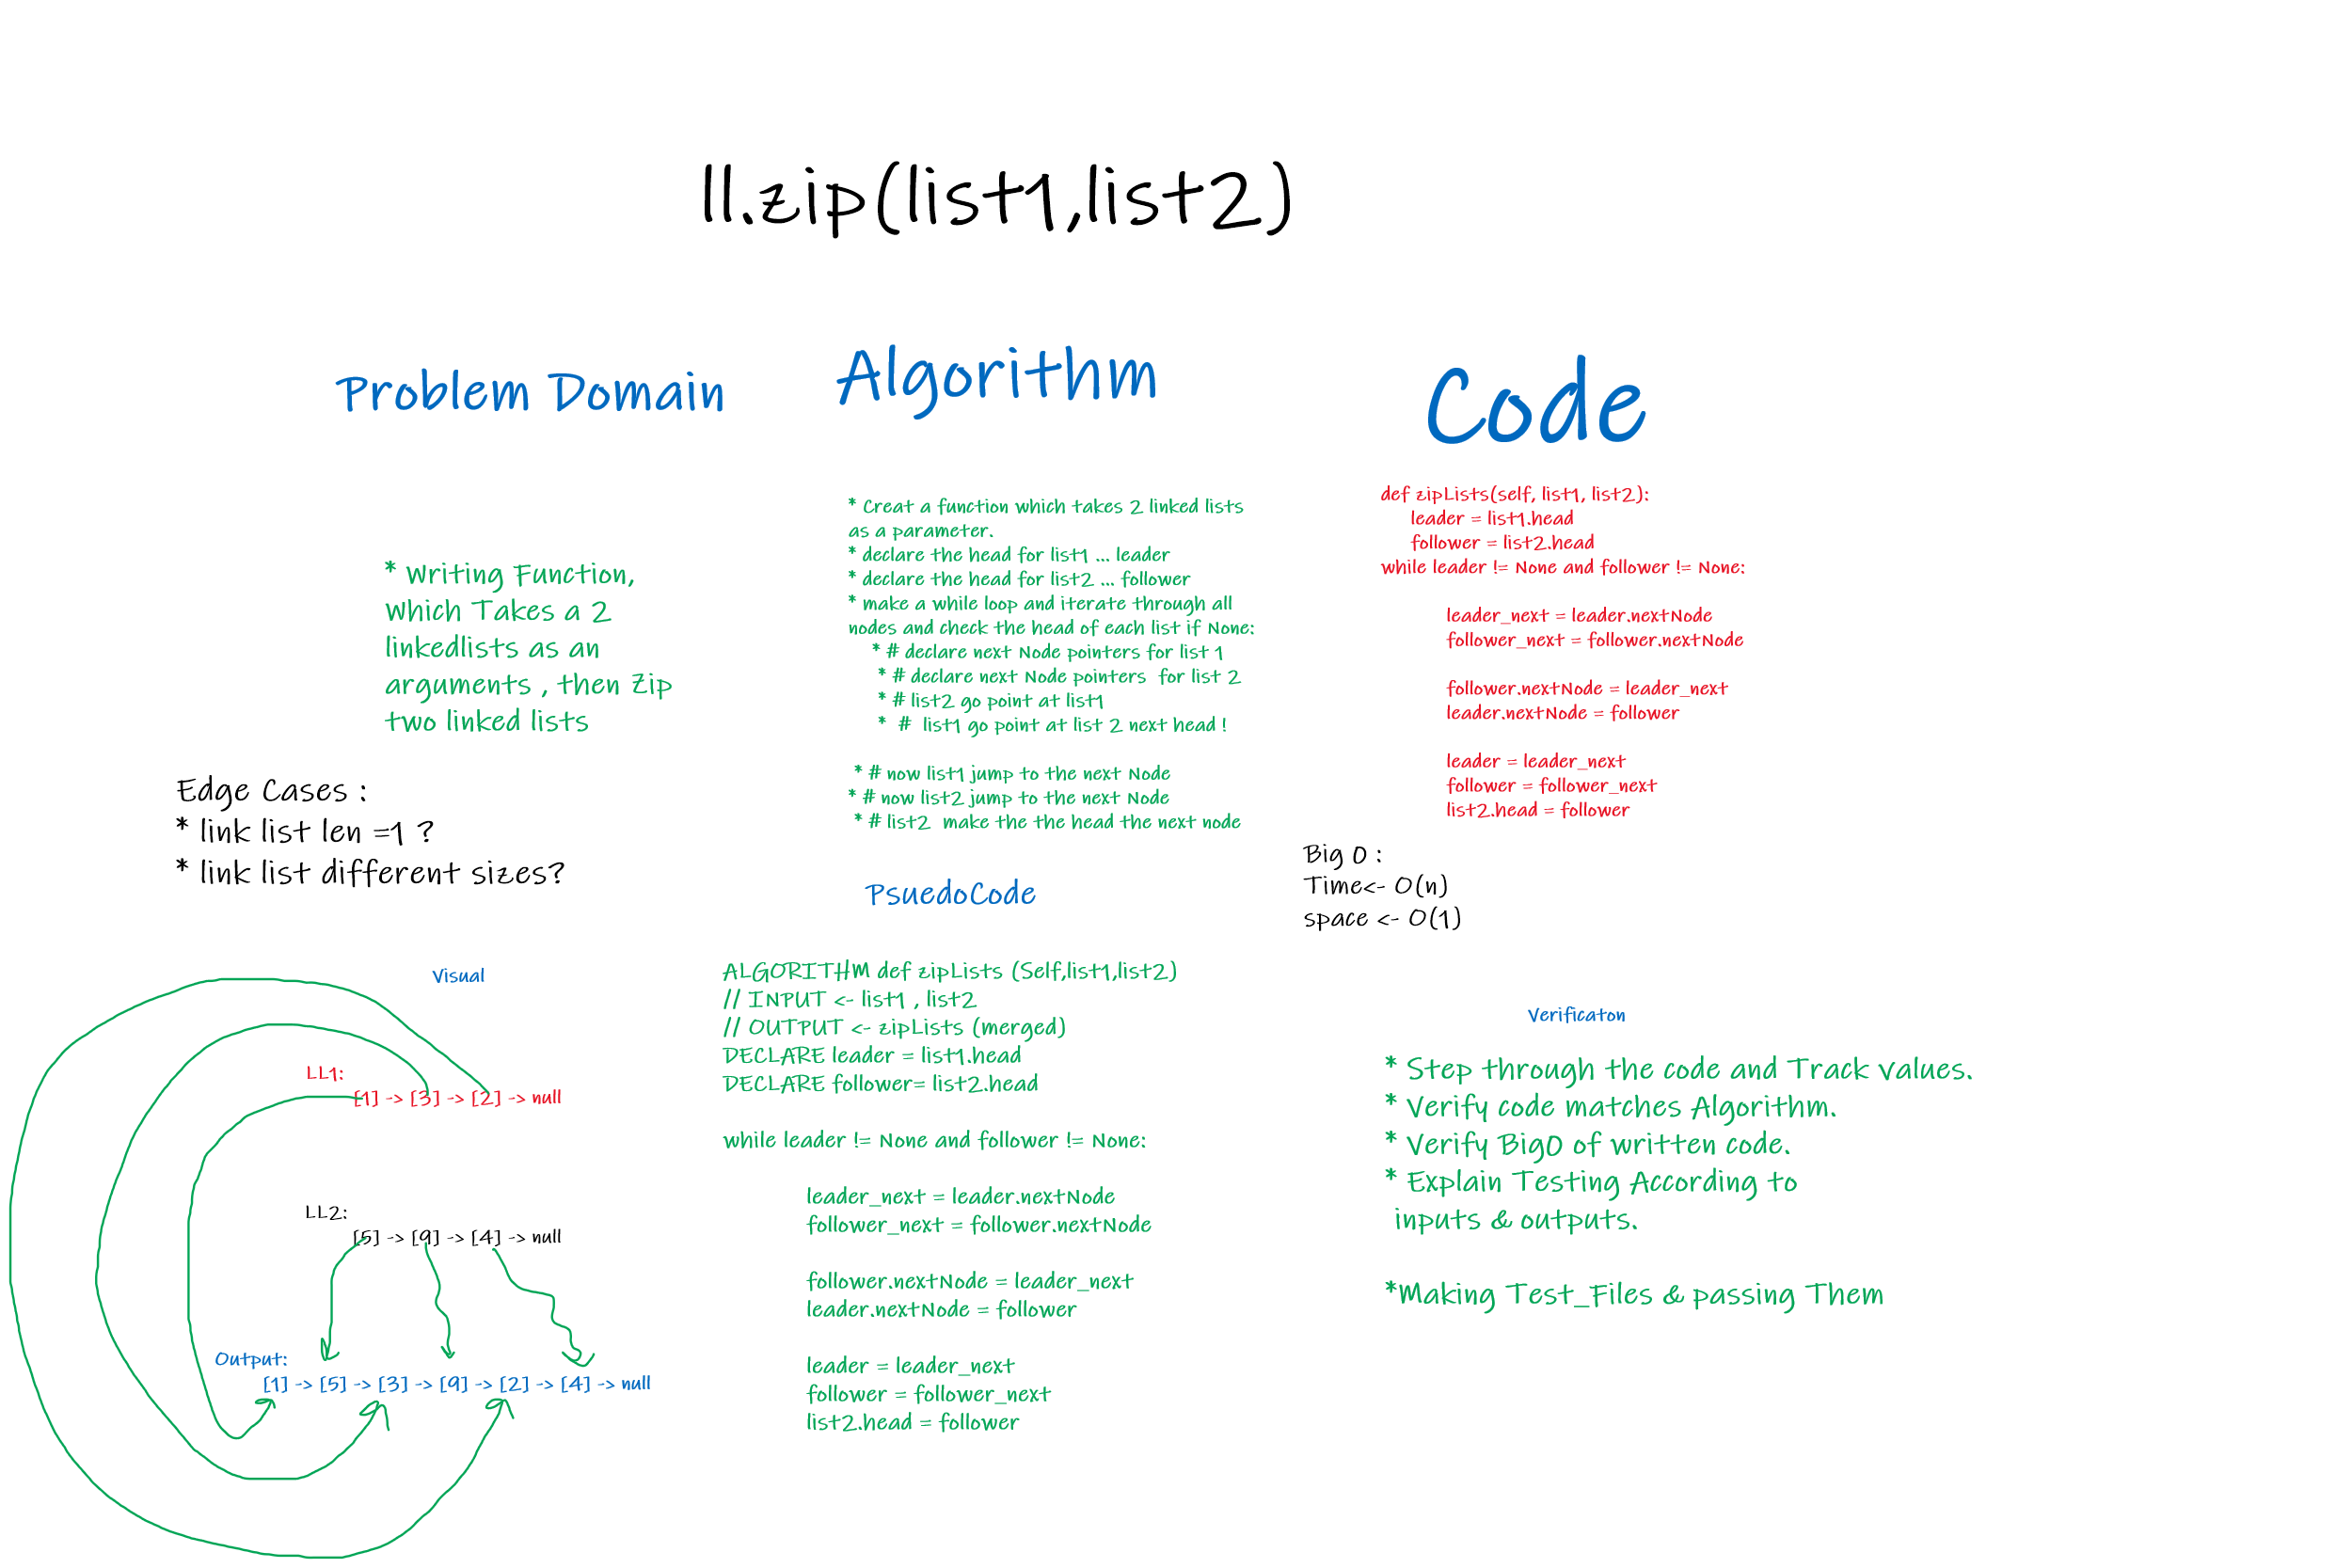 ll.zip(list1,list2)
Problem Domain
* Writing Function,
Which Takes a 2
linkedlists as an
arguments , then Zip
two linked lists
Edge Cases :
* link list len =1 ?
* link list different sizes?
Visual
LL1:
[1] -> [3] -> [2] -> null
LL2:
[5] -> [9] -> [4] -> null
Output:
[1] -> [5] -> [3] -> [9] -> [2] -> [4] -> null
Algorithm
* Creat a function which takes 2 linked lists
as a parameter.
* declare the head for list1 ... leader
* declare the head for list2 ... follower
* make a while loop and iterate through all
nodes and check the head of each list if None:
* # declare next Node pointers for list 1
* # declare next Node pointers for list 2
* # list2 go point at list1
* # list1 go point at list 2 next head !
* # now list1 jump to the next Node
* # now list2 jump to the next Node
* # list2 make the the head the next node
PsuedoCode
ALGORITHM def zipLists (Self,list1,list2)
// INPUT <- list1 , list2
// OUTPUT <- zipLists (merged)
DECLARE leader = list1.head
DECLARE follower= list2.head
while leader != None and follower != None:
leader_next = leader.nextNode
follower_next = follower.nextNode
follower.nextNode = leader_next
leader.nextNode = follower
leader = leader_next
follower = follower_next
list2.head = follower
Code
def zipLists(self, list1, list2):
leader = list1.head
follower = list2.head
while leader != None and follower != None:
leader_next = leader.nextNode
follower_next = follower.nextNode
follower.nextNode = leader_next
leader.nextNode = follower
leader = leader_next
follower = follower_next
list2.head = follower
Big O :
Time<- O(n)
space <- O(1)
Verificaton
* Step through the code and Track values.
* Verify code matches Algorithm.
* Verify BigO of written code.
* Explain Testing According to
inputs & outputs.
*Making Test_Files & passing Them